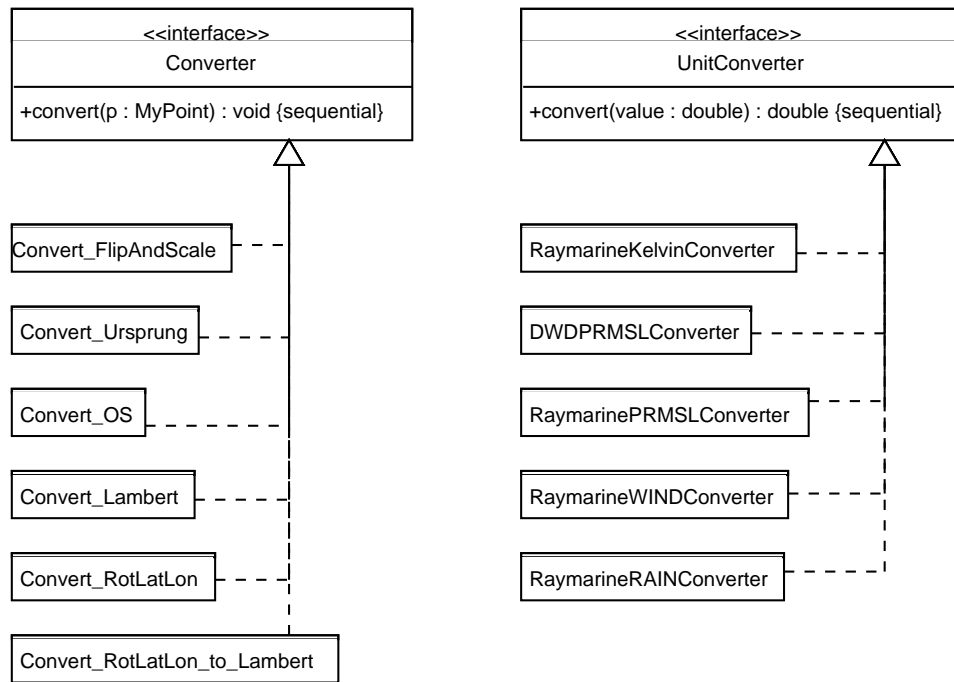 <<interface>>
Converter
+convert(p : MyPoint) : void {sequential}
Convert_FlipAndScale
Convert_Ursprung
Convert_OS
Convert_Lambert
Convert_RotLatLon
Convert_RotLatLon_to_Lambert
<<interface>>
UnitConverter
+convert(value : double) : double {sequential}
RaymarineKelvinConverter
DWDPRMSLConverter
RaymarinePRMSLConverter
RaymarineWINDConverter
RaymarineRAINConverter